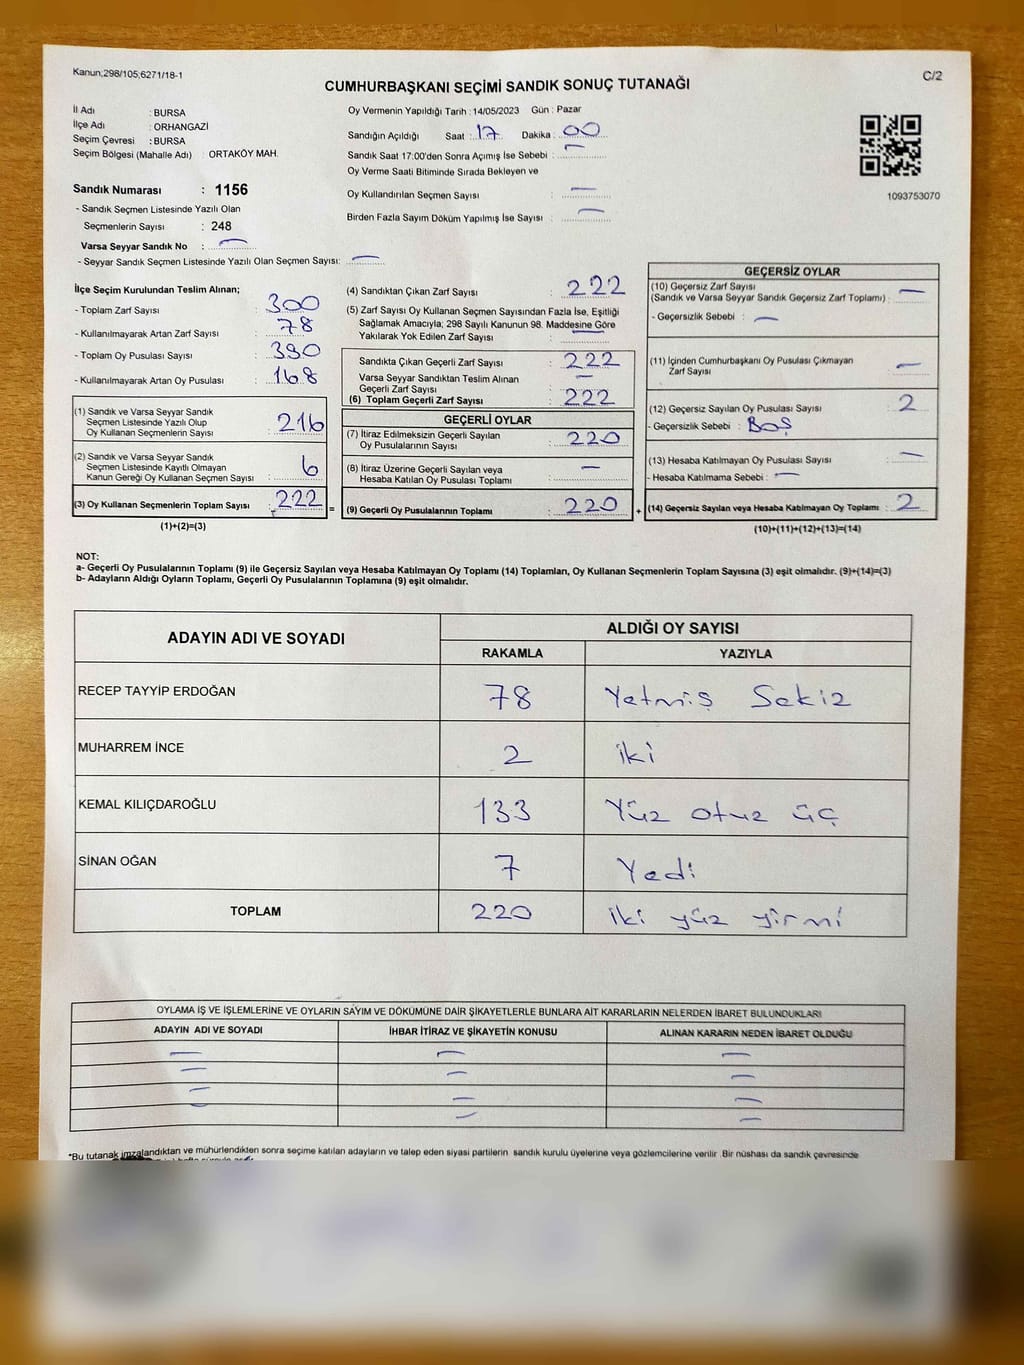 Kanun;298/105;6271/18-1
C/2
CUMHURBAŞKANI SEÇİMİ SANDIK SONUÇ TUTANAĞI
İl Adı : BURSA
İlçe Adı : ORHANGAZİ
Seçim Çevresi : BURSA
Seçim Bölgesi (Mahalle Adı) : ORTAKÖY MAH.
Sandık Numarası : 1156
- Sandık Seçmen Listesinde Yazılı Olan
Seçmenlerin Sayısı : 248
Varsa Seyyar Sandık No : —
- Seyyar Sandık Seçmen Listesinde Yazılı Olan Seçmen Sayısı: —
Oy Vermenin Yapıldığı Tarih : 14/05/2023 Gün : Pazar
Sandığın Açıldığı Saat : 17 Dakika : 00
Sandık Saat 17:00'den Sonra Açımış İse Sebebi : —
Oy Verme Saati Bitiminde Sırada Bekleyen ve
Oy Kullandırılan Seçmen Sayısı : —
Birden Fazla Sayım Döküm Yapılmış İse Sayısı : —
1093753070
İlçe Seçim Kurulundan Teslim Alınan;
- Toplam Zarf Sayısı : 300
- Kullanılmayarak Artan Zarf Sayısı : 78
- Toplam Oy Pusulası Sayısı : 390
- Kullanılmayarak Artan Oy Pusulası : 168
(1) Sandık ve Varsa Seyyar Sandık
Seçmen Listesinde Yazılı Olup
Oy Kullanan Seçmenlerin Sayısı : 216
(2) Sandık ve Varsa Seyyar Sandık
Seçmen Listesinde Kayıtlı Olmayan
Kanun Gereği Oy Kullanan Seçmen Sayısı : 6
(3) Oy Kullanan Seçmenlerin Toplam Sayısı : 222 =
(1)+(2)=(3)
(4) Sandıktan Çıkan Zarf Sayısı : 222
(5) Zarf Sayısı Oy Kullanan Seçmen Sayısından Fazla İse, Eşitliği
Sağlamak Amacıyla; 298 Sayılı Kanunun 98. Maddesine Göre
Yakılarak Yok Edilen Zarf Sayısı : —
Sandıkta Çıkan Geçerli Zarf Sayısı : 222
Varsa Seyyar Sandıktan Teslim Alınan
Geçerli Zarf Sayısı : —
(6) Toplam Geçerli Zarf Sayısı : 222
GEÇERLİ OYLAR
(7) İtiraz Edilmeksizin Geçerli Sayılan
Oy Pusulalarının Sayısı : 220
(8) İtiraz Üzerine Geçerli Sayılan veya
Hesaba Katılan Oy Pusulası Toplamı : —
(9) Geçerli Oy Pusulalarının Toplamı : 220 +
GEÇERSİZ OYLAR
(10) Geçersiz Zarf Sayısı
(Sandık ve Varsa Seyyar Sandık Geçersiz Zarf Toplamı) : —
- Geçersizlik Sebebi : —
(11) İçinden Cumhurbaşkanı Oy Pusulası Çıkmayan
Zarf Sayısı : —
(12) Geçersiz Sayılan Oy Pusulası Sayısı : 2
- Geçersizlik Sebebi : BOŞ
(13) Hesaba Katılmayan Oy Pusulası Sayısı : —
- Hesaba Katılmama Sebebi : —
(14) Geçersiz Sayılan veya Hesaba Katılmayan Oy Toplamı : 2
(10)+(11)+(12)+(13)=(14)
NOT:
a- Geçerli Oy Pusulalarının Toplamı (9) ile Geçersiz Sayılan veya Hesaba Katılmayan Oy Toplamı (14) Toplamları, Oy Kullanan Seçmenlerin Toplam Sayısına (3) eşit olmalıdır. (9)+(14)=(3)
b- Adayların Aldığı Oyların Toplamı, Geçerli Oy Pusulalarının Toplamına (9) eşit olmalıdır.
ADAYIN ADI VE SOYADI ALDIĞI OY SAYISI
RAKAMLA YAZIYLA
RECEP TAYYİP ERDOĞAN 78 Yetmiş Sekiz
MUHARREM İNCE 2 iki
KEMAL KILIÇDAROĞLU 133 Yüz otuz üç
SİNAN OĞAN 7 Yedi
TOPLAM 220 iki yüz yirmi
OYLAMA İŞ VE İŞLEMLERİNE VE OYLARIN SAYIM VE DÖKÜMÜNE DAİR ŞİKAYETLERLE BUNLARA AİT KARARLARIN NELERDEN İBARET BULUNDUKLARI
ADAYIN ADI VE SOYADI İHBAR İTİRAZ VE ŞİKAYETİN KONUSU ALINAN KARARIN NEDEN İBARET OLDUĞU
— — —
— — —
— — —
— — —
*Bu tutanak imzalandıktan ve mühürlendikten sonra seçime katılan adayların ve talep eden siyasi partilerin sandık kurulu üyelerine veya gözlemcilerine verilir .Bir nüshası da sandık çevresinde